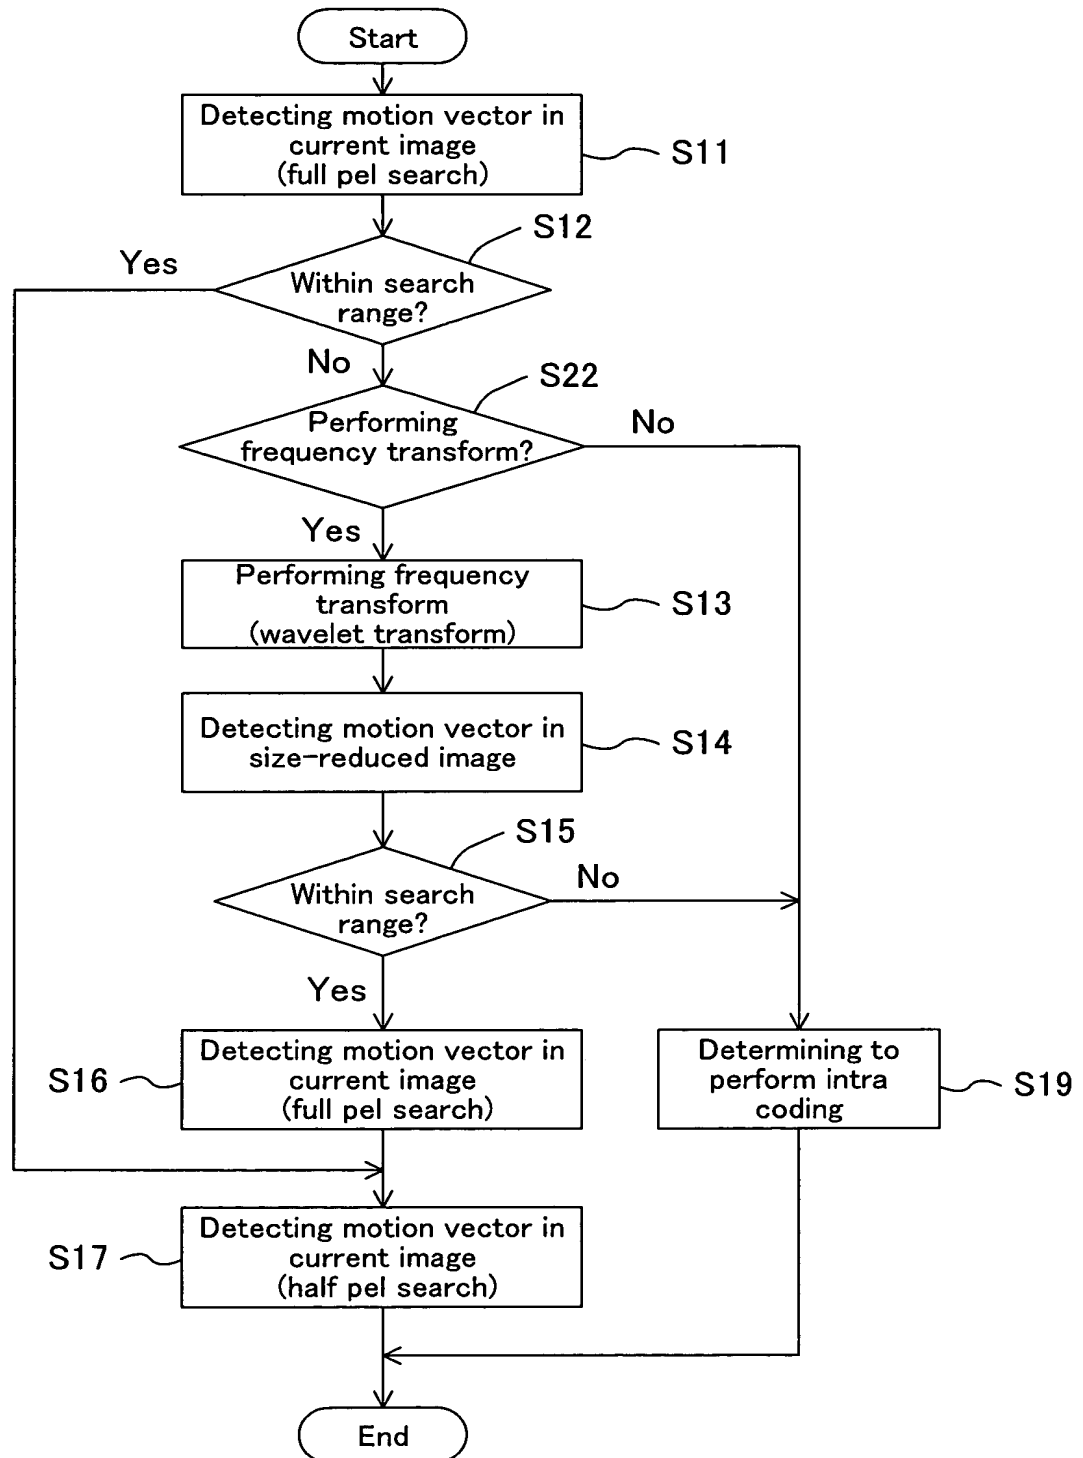 Start
Detecting motion vector in
current image
(full pel search)
S11
S12
Yes
Within search
range?
No
S22
Performing
frequency transform?
No
Yes
Performing frequency
transform
(wavelet transform)
S13
Detecting motion vector in
size-reduced image
S14
S15
Within search
range?
No
Yes
Detecting motion vector in
current image
(full pel search)
S16
Determining to
perform intra
coding
S19
Detecting motion vector in
current image
(half pel search)
S17
End